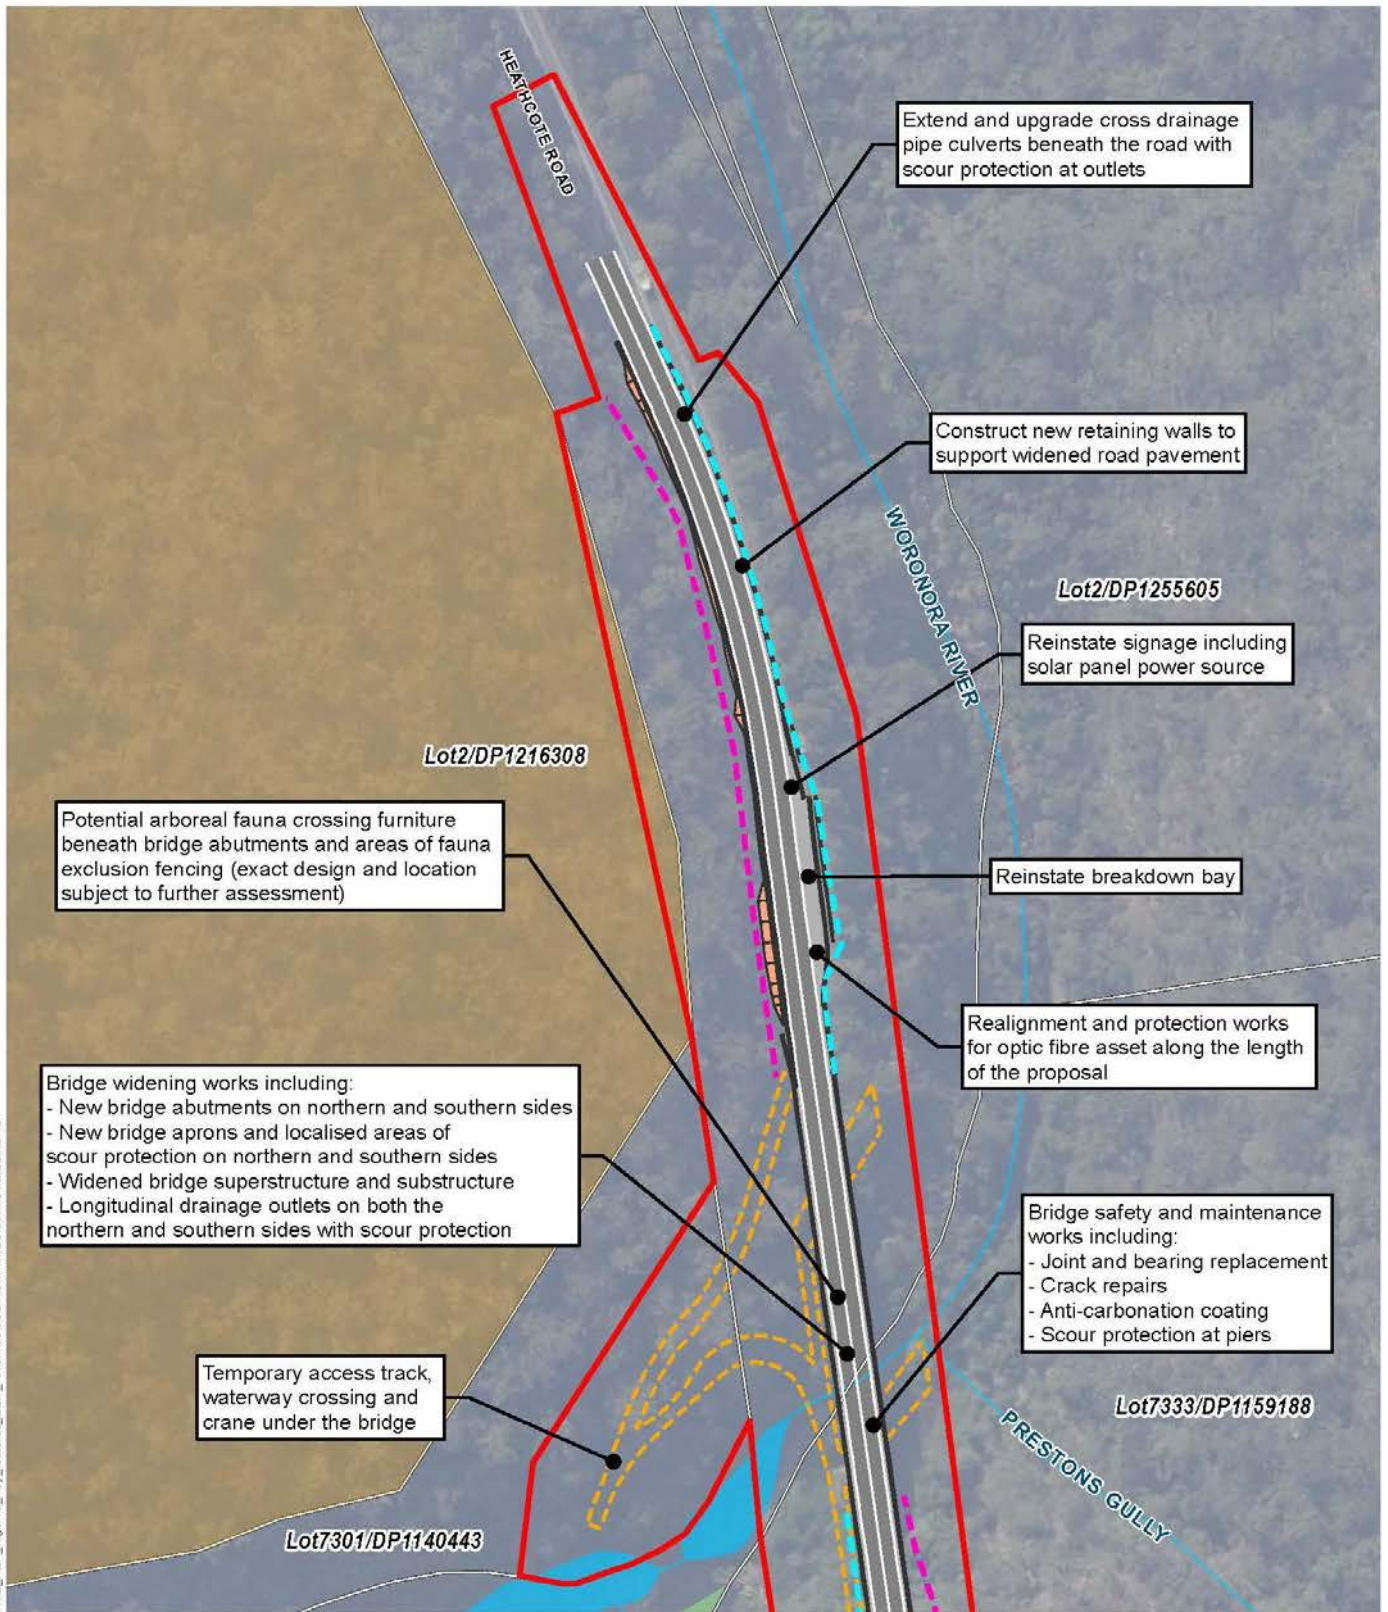 HEATHCOTE ROAD
Extend and upgrade cross drainage
pipe culverts beneath the road with
scour protection at outlets
Construct new retaining walls to
support widened road pavement
WORONORA RIVER
Lot2/DP1255605
Reinstate signage including
solar panel power source
Lot2/DP1216308
Potential arboreal fauna crossing furniture
beneath bridge abutments and areas of fauna
exclusion fencing (exact design and location
subject to further assessment)
Reinstate breakdown bay
Realignment and protection works
for optic fibre asset along the length
of the proposal
Bridge widening works including:
- New bridge abutments on northern and southern sides
- New bridge aprons and localised areas of
scour protection on northern and southern sides
- Widened bridge superstructure and substructure
- Longitudinal drainage outlets on both the
northern and southern sides with scour protection
Bridge safety and maintenance
works including:
- Joint and bearing replacement
- Crack repairs
- Anti-carbonation coating
- Scour protection at piers
Temporary access track,
waterway crossing and
crane under the bridge
Lot7333/DP1159188
PRESTONS GULLY
Lot7301/DP1140443